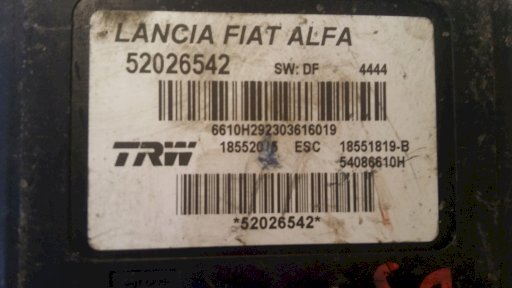 LANCIA FIAT ALFA
52026542 SW: DF 4444
6610H292303616019
TRW ESC 18551819-B
54086610H
*52026542*